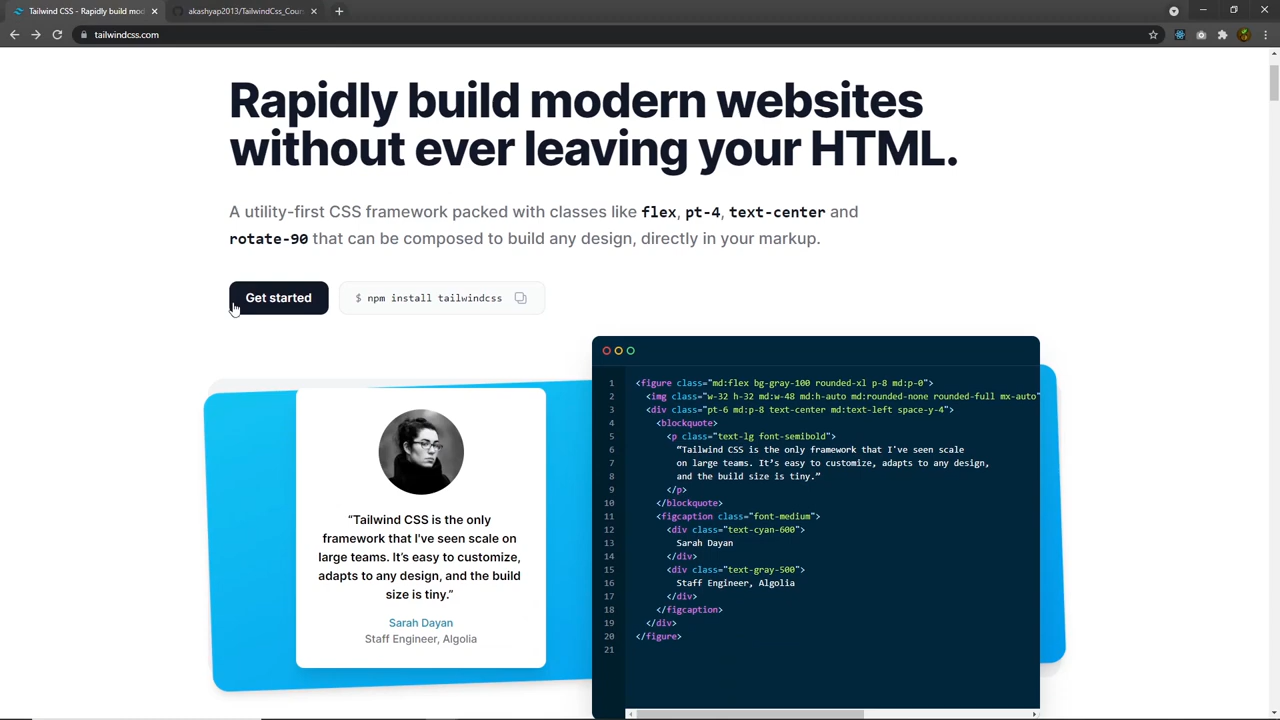 Tailwind CSS - Rapidly build mod
akashyap2013/TailwindCss_Cour
tailwindcss.com
Rapidly build modern websites
without ever leaving your HTML.
A utility-first CSS framework packed with classes like flex, pt-4, text-center and
rotate-90 that can be composed to build any design, directly in your markup.
Get started
$ npm install tailwindcss
“Tailwind CSS is the only
framework that I've seen scale on
large teams. It’s easy to customize,
adapts to any design, and the build
size is tiny.”
Sarah Dayan
Staff Engineer, Algolia
1 <figure class="md:flex bg-gray-100 rounded-xl p-8 md:p-0">
2 <img class="w-32 h-32 md:w-48 md:h-auto md:rounded-none rounded-full mx-auto"
3 <div class="pt-6 md:p-8 text-center md:text-left space-y-4">
4 <blockquote>
5 <p class="text-lg font-semibold">
6 “Tailwind CSS is the only framework that I've seen scale
7 on large teams. It’s easy to customize, adapts to any design,
8 and the build size is tiny.”
9 </p>
10 </blockquote>
11 <figcaption class="font-medium">
12 <div class="text-cyan-600">
13 Sarah Dayan
14 </div>
15 <div class="text-gray-500">
16 Staff Engineer, Algolia
17 </div>
18 </figcaption>
19 </div>
20 </figure>
21